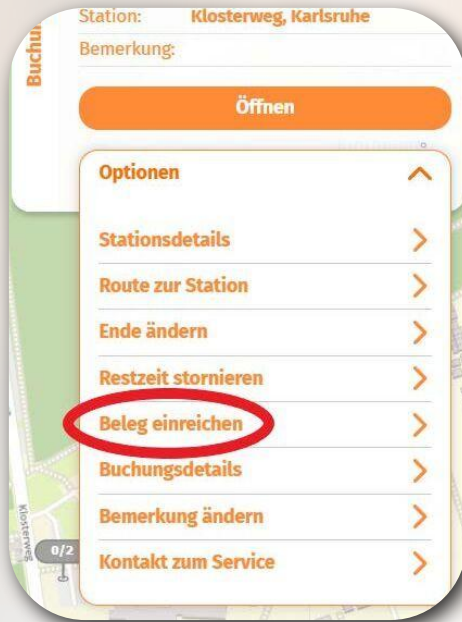 Station: Klosterweg, Karlsruhe
Bemerkung:
Öffnen
Optionen
Stationsdetails
Route zur Station
Ende ändern
Restzeit stornieren
Beleg einreichen
Buchungsdetails
Bemerkung ändern
Kontakt zum Service
Klosterweg
0/2